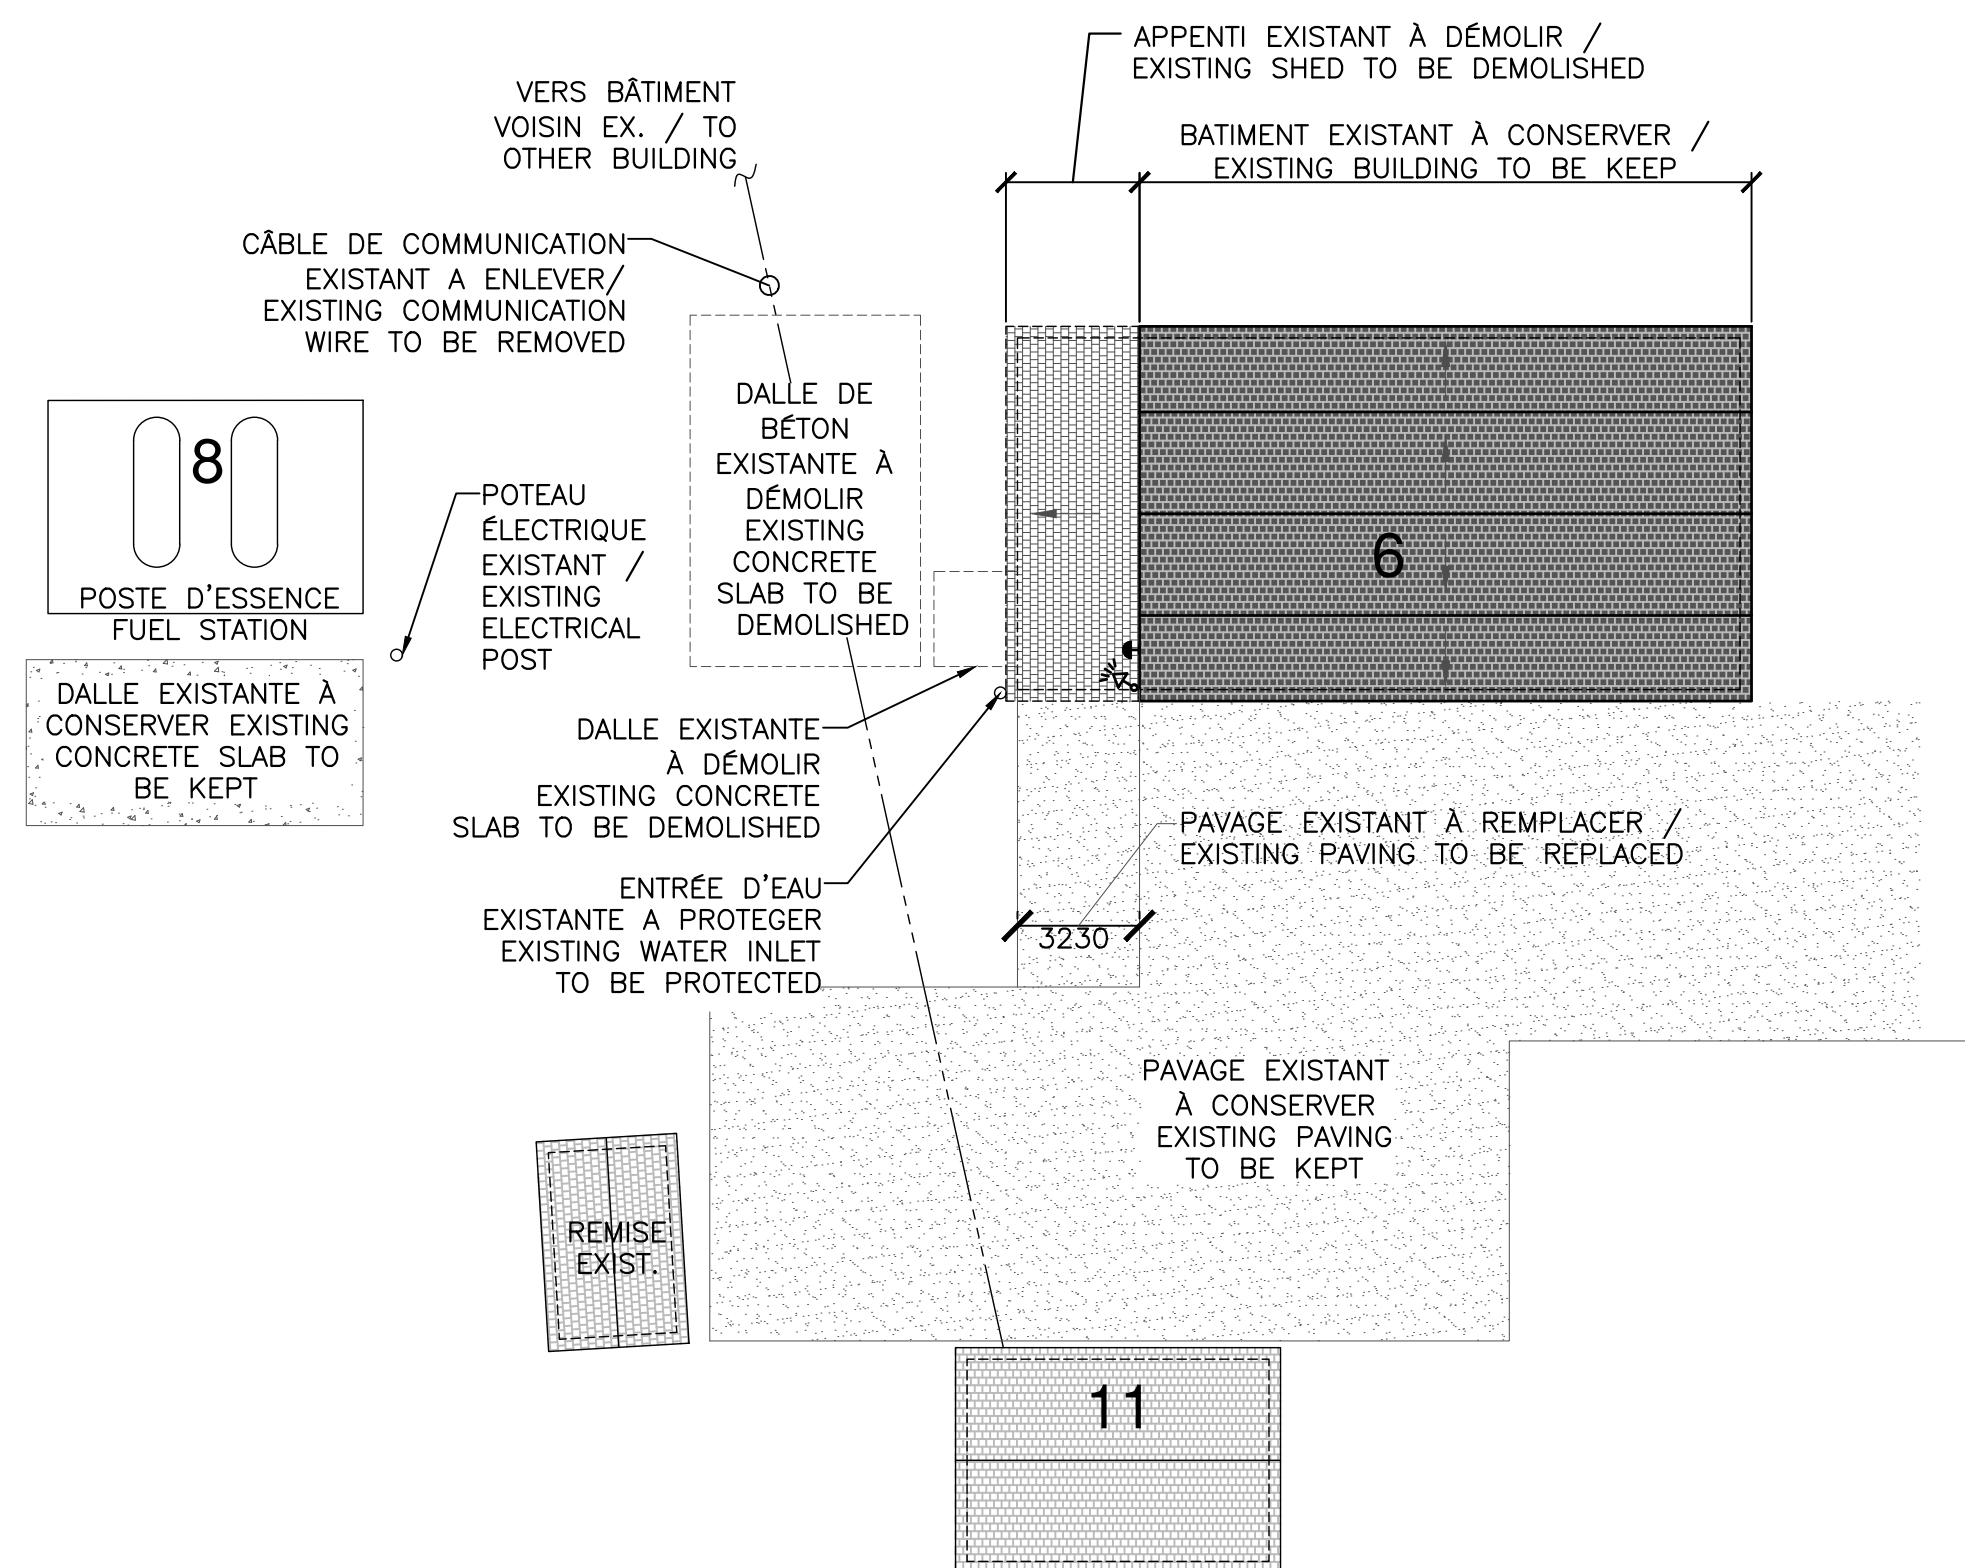 APPENTI EXISTANT À DÉMOLIR /
EXISTING SHED TO BE DEMOLISHED
VERS BÂTIMENT
VOISIN EX. / TO
OTHER BUILDING
BATIMENT EXISTANT À CONSERVER /
EXISTING BUILDING TO BE KEEP
CÂBLE DE COMMUNICATION
EXISTANT A ENLEVER/
EXISTING COMMUNICATION
WIRE TO BE REMOVED
DALLE DE
BÉTON
EXISTANTE À
DÉMOLIR
EXISTING
CONCRETE
SLAB TO BE
DEMOLISHED
8
POSTE D'ESSENCE
FUEL STATION
POTEAU
ÉLECTRIQUE
EXISTANT /
EXISTING
ELECTRICAL
POST
6
DALLE EXISTANTE À
CONSERVER EXISTING
CONCRETE SLAB TO
BE KEPT
DALLE EXISTANTE
À DÉMOLIR
EXISTING CONCRETE
SLAB TO BE DEMOLISHED
PAVAGE EXISTANT À REMPLACER /
EXISTING PAVING TO BE REPLACED
ENTRÉE D'EAU
EXISTANTE A PROTEGER
EXISTING WATER INLET
TO BE PROTECTED
3230
PAVAGE EXISTANT
À CONSERVER
EXISTING PAVING
TO BE KEPT
REMISE
EXIST.
11